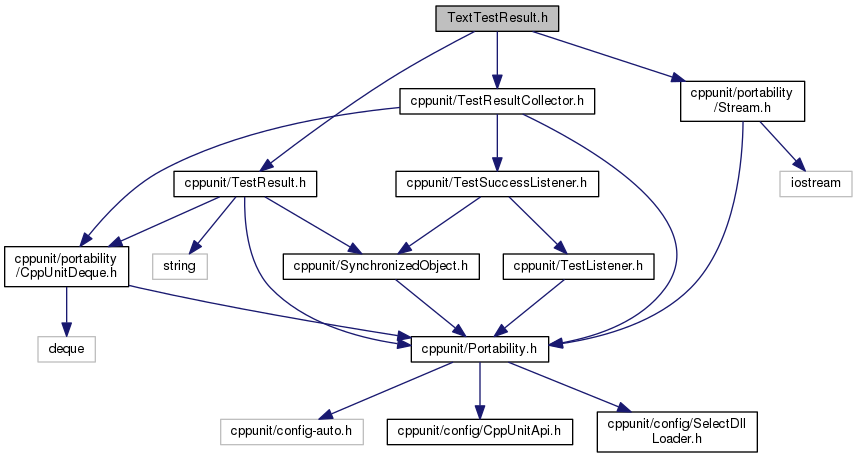 TextTestResult.h
cppunit/TestResultCollector.h
cppunit/portability
/Stream.h
cppunit/TestResult.h
cppunit/TestSuccessListener.h
iostream
cppunit/portability
/CppUnitDeque.h
string
cppunit/SynchronizedObject.h
cppunit/TestListener.h
deque
cppunit/Portability.h
cppunit/config-auto.h
cppunit/config/CppUnitApi.h
cppunit/config/SelectDll
Loader.h